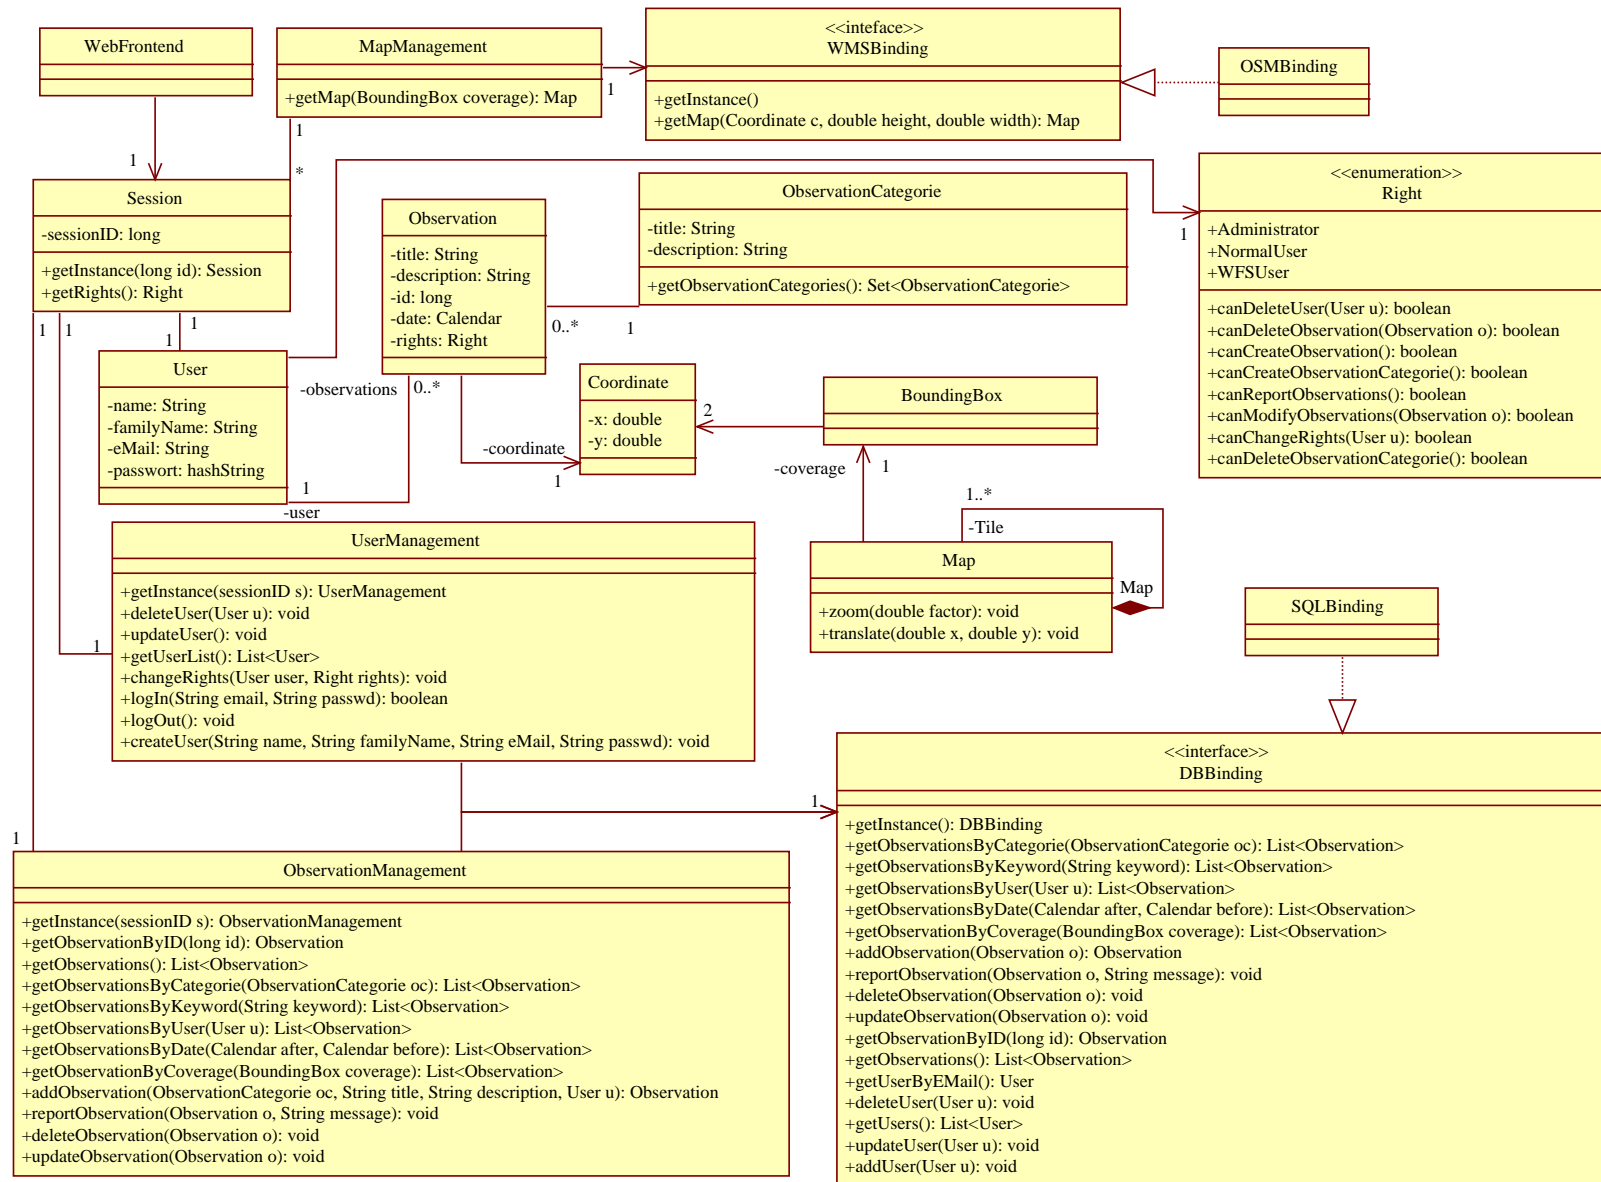 WebFrontend
MapManagement
+getMap(BoundingBox coverage): Map
<<inteface>>
WMSBinding
+getInstance()
+getMap(Coordinate c, double height, double width): Map
OSMBinding
1
1
1
*
Session
-sessionID: long
+getInstance(long id): Session
+getRights(): Right
1
1
1
1
Observation
-title: String
-description: String
-id: long
-date: Calendar
-rights: Right
0..*
1
ObservationCategorie
-title: String
-description: String
+getObservationCategories(): Set<ObservationCategorie>
<<enumeration>>
Right
+Administrator
+NormalUser
+WFSUser
+canDeleteUser(User u): boolean
+canDeleteObservation(Observation o): boolean
+canCreateObservation(): boolean
+canCreateObservationCategorie(): boolean
+canReportObservations(): boolean
+canModifyObservations(Observation o): boolean
+canChangeRights(User u): boolean
+canDeleteObservationCategorie(): boolean
1
User
-name: String
-familyName: String
-eMail: String
-passwort: hashString
-observations
0..*
1
-user
-coordinate
1
Coordinate
-x: double
-y: double
2
BoundingBox
-coverage
1
1..*
-Tile
Map
Map
+zoom(double factor): void
+translate(double x, double y): void
UserManagement
+getInstance(sessionID s): UserManagement
+deleteUser(User u): void
+updateUser(): void
+getUserList(): List<User>
+changeRights(User user, Right rights): void
+logIn(String email, String passwd): boolean
+logOut(): void
+createUser(String name, String familyName, String eMail, String passwd): void
1
SQLBinding
1
1
ObservationManagement
+getInstance(sessionID s): ObservationManagement
+getObservationByID(long id): Observation
+getObservations(): List<Observation>
+getObservationsByCategorie(ObservationCategorie oc): List<Observation>
+getObservationsByKeyword(String keyword): List<Observation>
+getObservationsByUser(User u): List<Observation>
+getObservationsByDate(Calendar after, Calendar before): List<Observation>
+getObservationByCoverage(BoundingBox coverage): List<Observation>
+addObservation(ObservationCategorie oc, String title, String description, User u): Observation
+reportObservation(Observation o, String message): void
+deleteObservation(Observation o): void
+updateObservation(Observation o): void
<<interface>>
DBBinding
+getInstance(): DBBinding
+getObservationsByCategorie(ObservationCategorie oc): List<Observation>
+getObservationsByKeyword(String keyword): List<Observation>
+getObservationsByUser(User u): List<Observation>
+getObservationsByDate(Calendar after, Calendar before): List<Observation>
+getObservationByCoverage(BoundingBox coverage): List<Observation>
+addObservation(Observation o): Observation
+reportObservation(Observation o, String message): void
+deleteObservation(Observation o): void
+updateObservation(Observation o): void
+getObservationByID(long id): Observation
+getObservations(): List<Observation>
+getUserByEMail(): User
+deleteUser(User u): void
+getUsers(): List<User>
+updateUser(User u): void
+addUser(User u): void